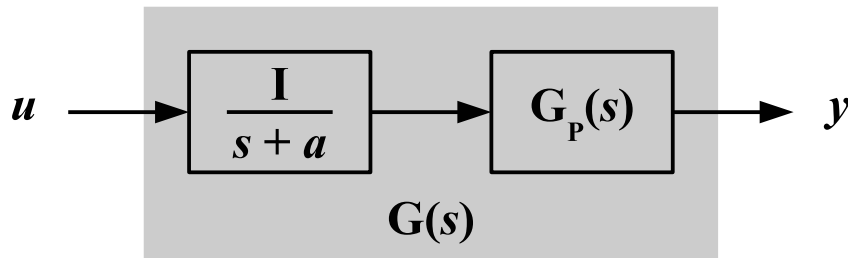 u
I
s + a
G_P(s)
y
G(s)